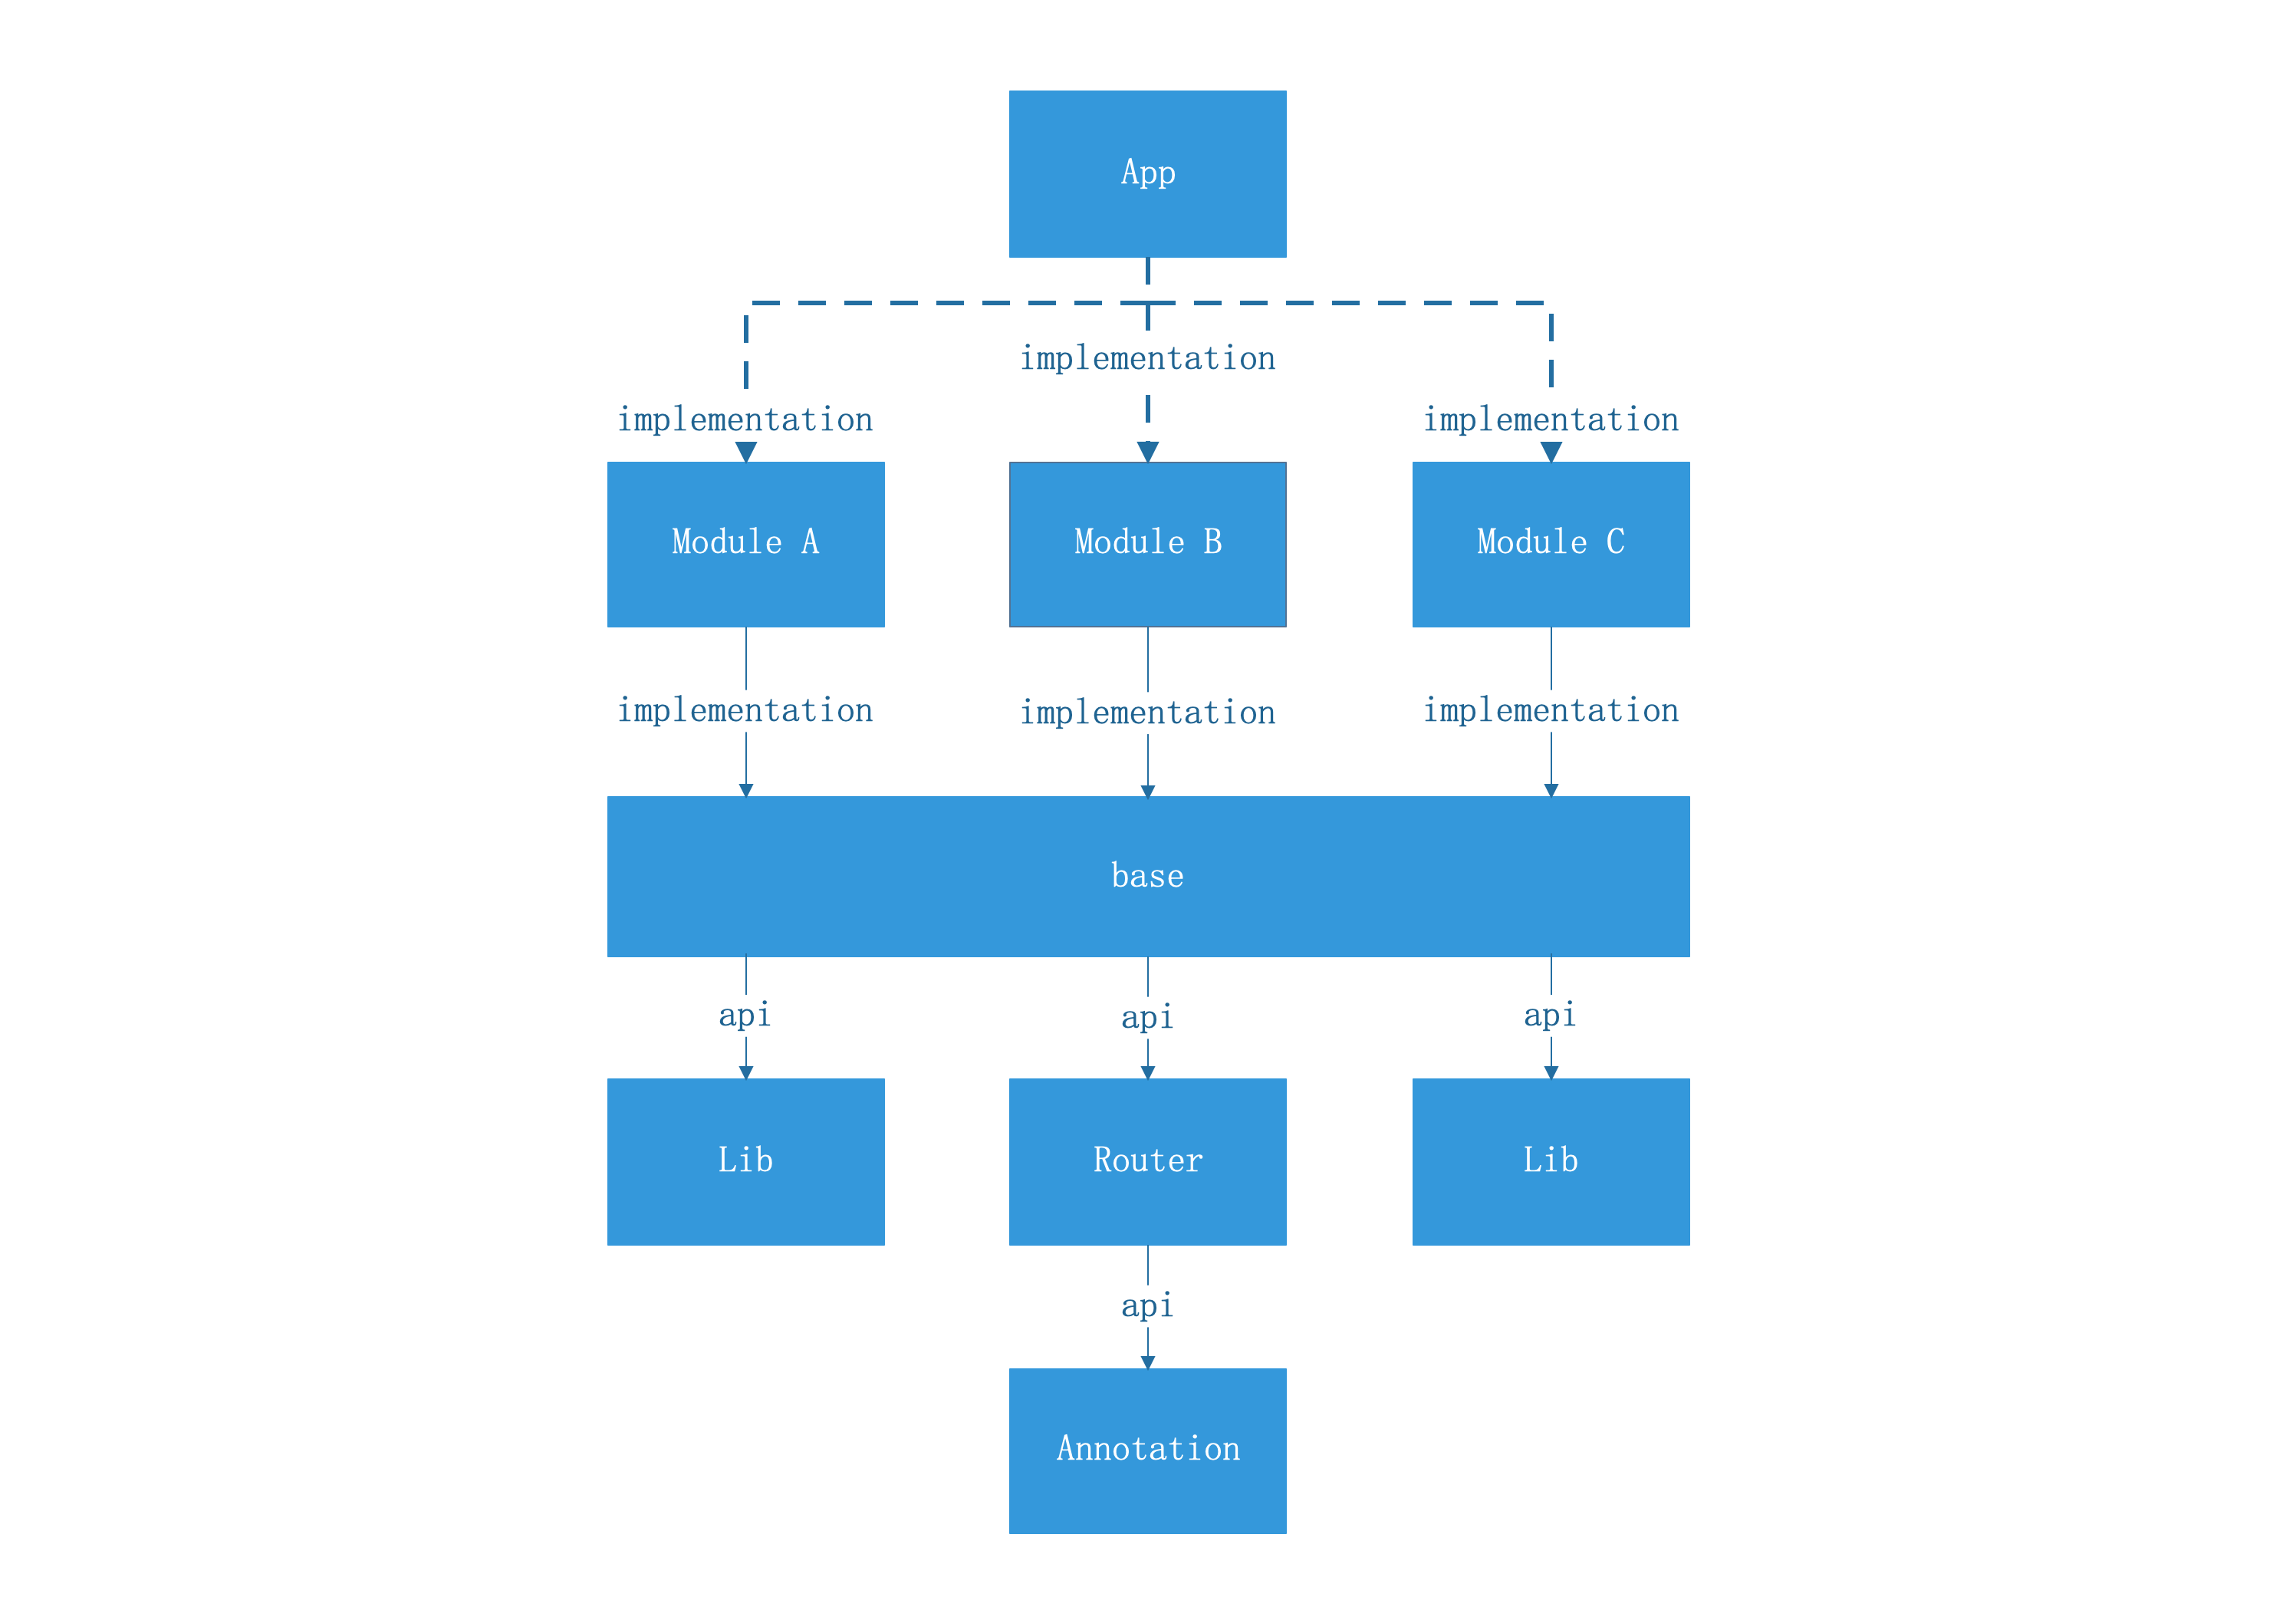 App
implementation
implementation
implementation
Module A
Module B
Module C
implementation
implementation
implementation
base
api
api
api
Lib
Router
Lib
api
Annotation